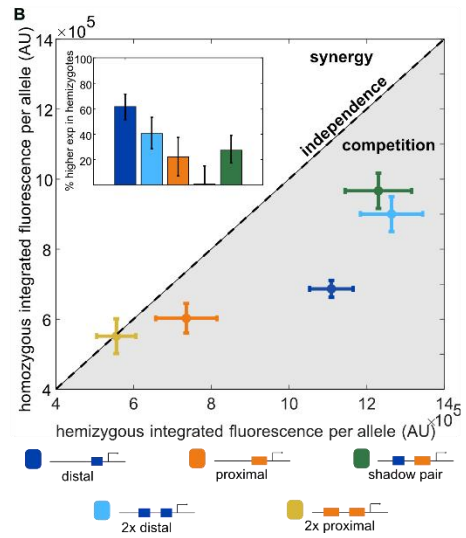 B
×10⁵
14
12
10
8
6
4
homozygous integrated fluorescence per allele (AU)
synergy
independence
competition
% higher exp in hemizygotes
100
80
60
40
20
4
6
8
10
12
14
×10⁵
hemizygous integrated fluorescence per allele (AU)
distal
proximal
shadow pair
2x distal
2x proximal